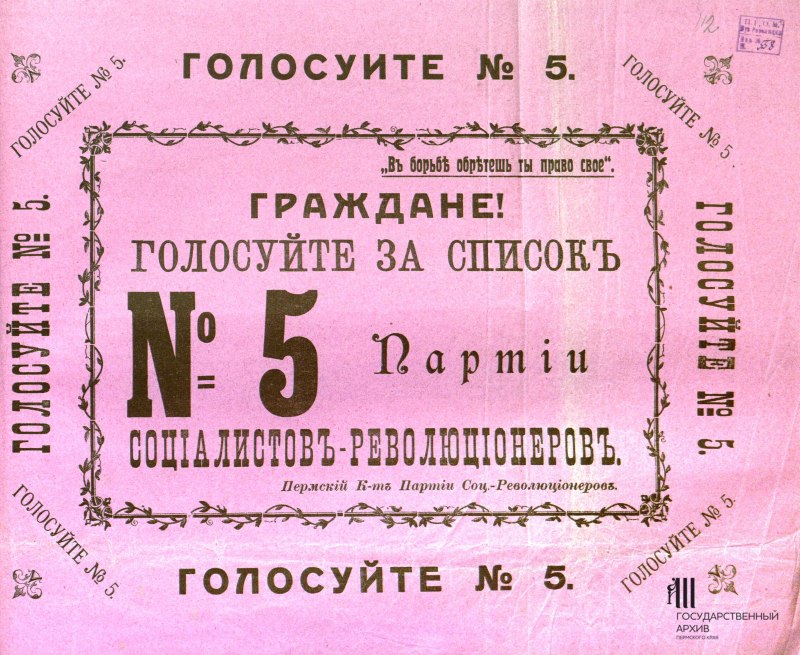 12
ГОЛОСУИТЕ № 5.
ГОЛОСУЙТЕ № 5.
ГОЛОСУЙТЕ № 5
„Въ борьбѣ обрѣтешь ты право свое“.
ГРАЖДАНЕ!
ГОЛОСУЙТЕ ЗА СПИСОКЪ
№ 5 Партіи
СОЦІАЛИСТОВЪ-РЕВОЛЮЦІОНЕРОВЪ.
Пермскій К-тъ Партіи Соц.-Революціонеровъ.
ГОЛОСУЙТЕ № 5.
ГОЛОСУЙТЕ № 5.
ГОЛОСУЙТЕ № 5.
ГОЛОСУЙТЕ № 5.
ГОЛОСУЙТЕ № 5.
ГОСУДАРСТВЕННЫЙ
АРХИВ
ПЕРМСКОГО КРАЯ